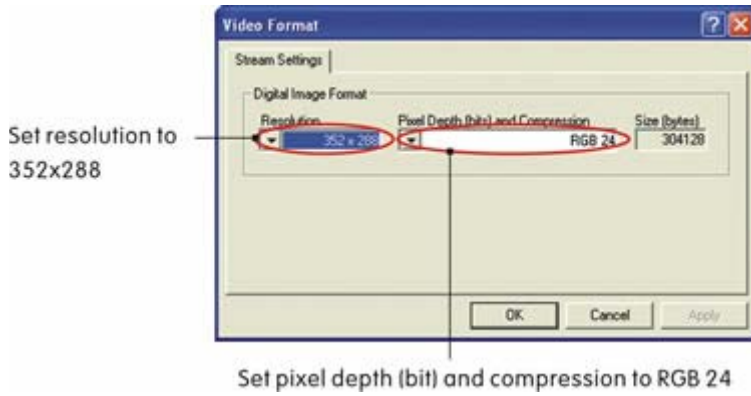 Video Format
Stream Settings
Digital Image Format
Resolution
Pixel Depth (bits) and Compression
Size (bytes)
Set resolution to
352x288
352 x 288
RGB 24
304128
OK
Cancel
Apply
Set pixel depth (bit) and compression to RGB 24